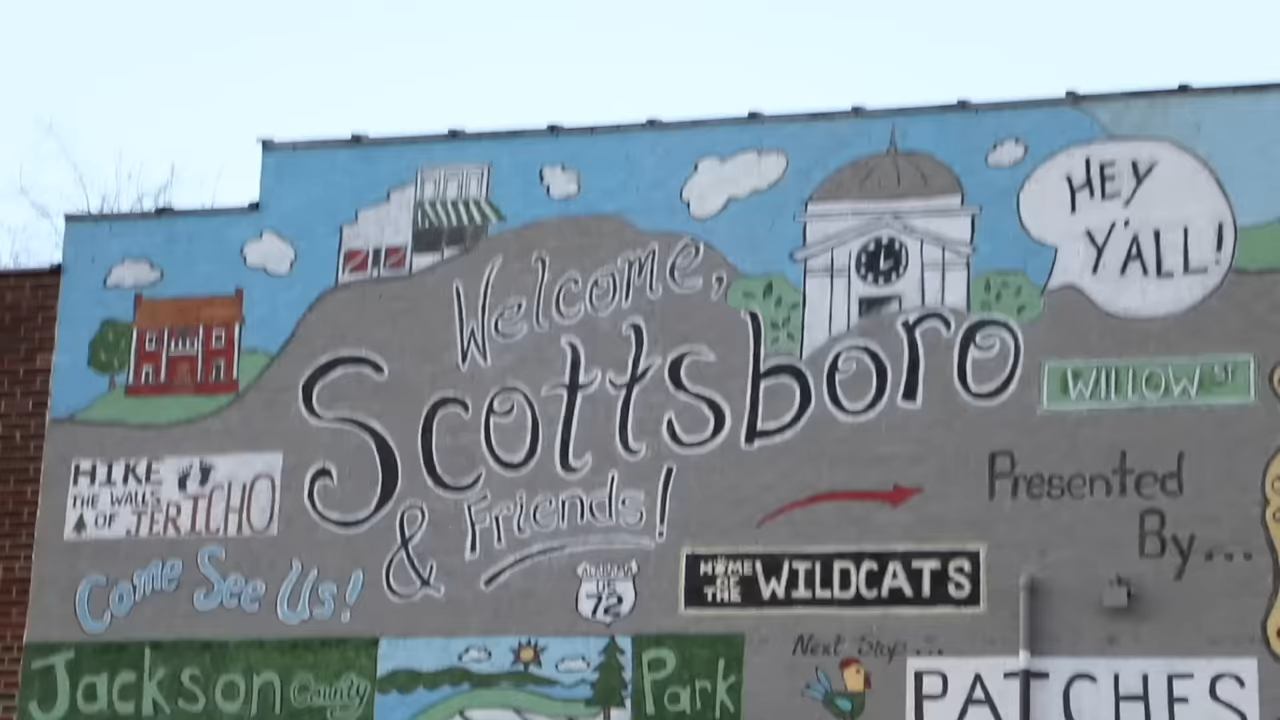 HEY
Y'ALL!
Welcome,
Scottsboro
& Friends!
WILLOW ST
HIKE
THE WALLS
OF JERICHO
Presented
By...
Come See Us!
ALABAMA
US
72
HOME
OF THE
WILDCATS
Next Stop...
Jackson County Park
PATCHES